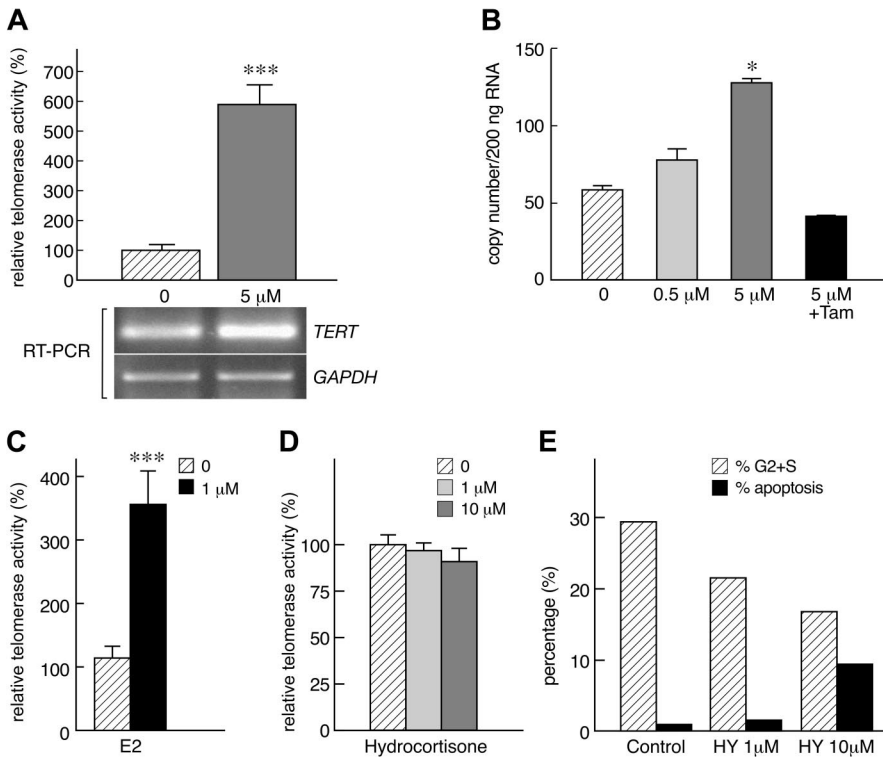 A
relative telomerase activity (%)
700
600
500
400
300
200
100
0
***
0
5 μM
RT-PCR
TERT
GAPDH
B
copy number/200 ng RNA
150
100
50
0
*
0
0.5 μM
5 μM
5 μM
+Tam
C
relative telomerase activity (%)
400
300
200
100
0
***
0
1 μM
E2
D
relative telomerase activity (%)
100
75
50
25
0
0
1 μM
10 μM
Hydrocortisone
E
% G2+S
% apoptosis
percentage (%)
30
20
10
0
Control
HY 1μM
HY 10μM